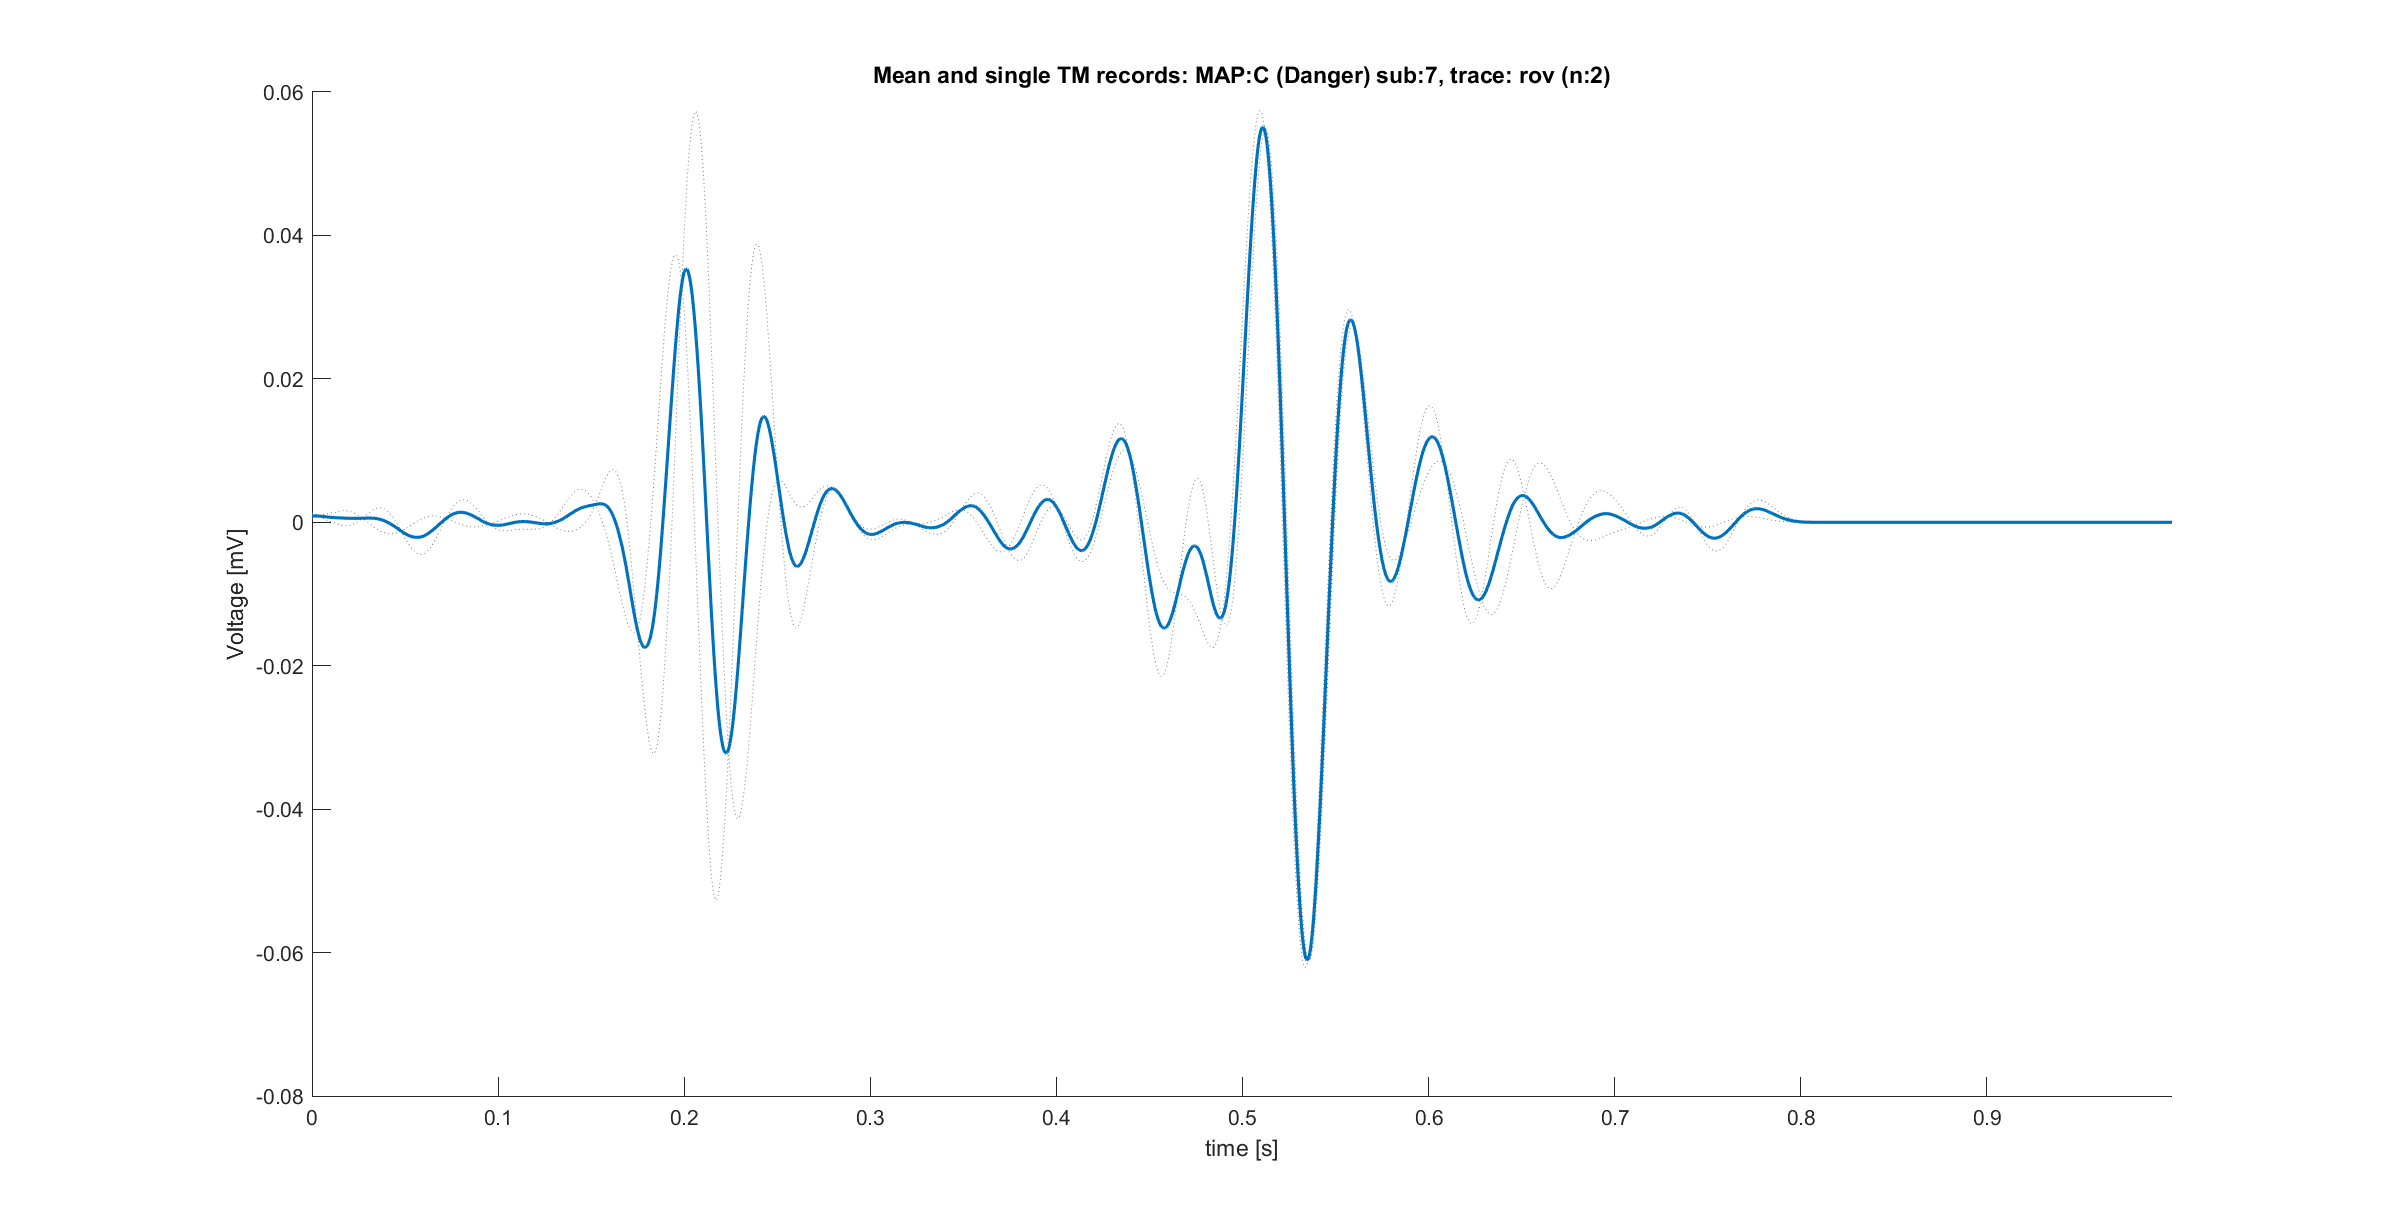 Mean and single TM records: MAP:C (Danger) sub:7, trace: rov (n:2)
0.06
0.04
0.02
0
-0.02
-0.04
-0.06
-0.08
Voltage [mV]
0 0.1 0.2 0.3 0.4 0.5 0.6 0.7 0.8 0.9
time [s]